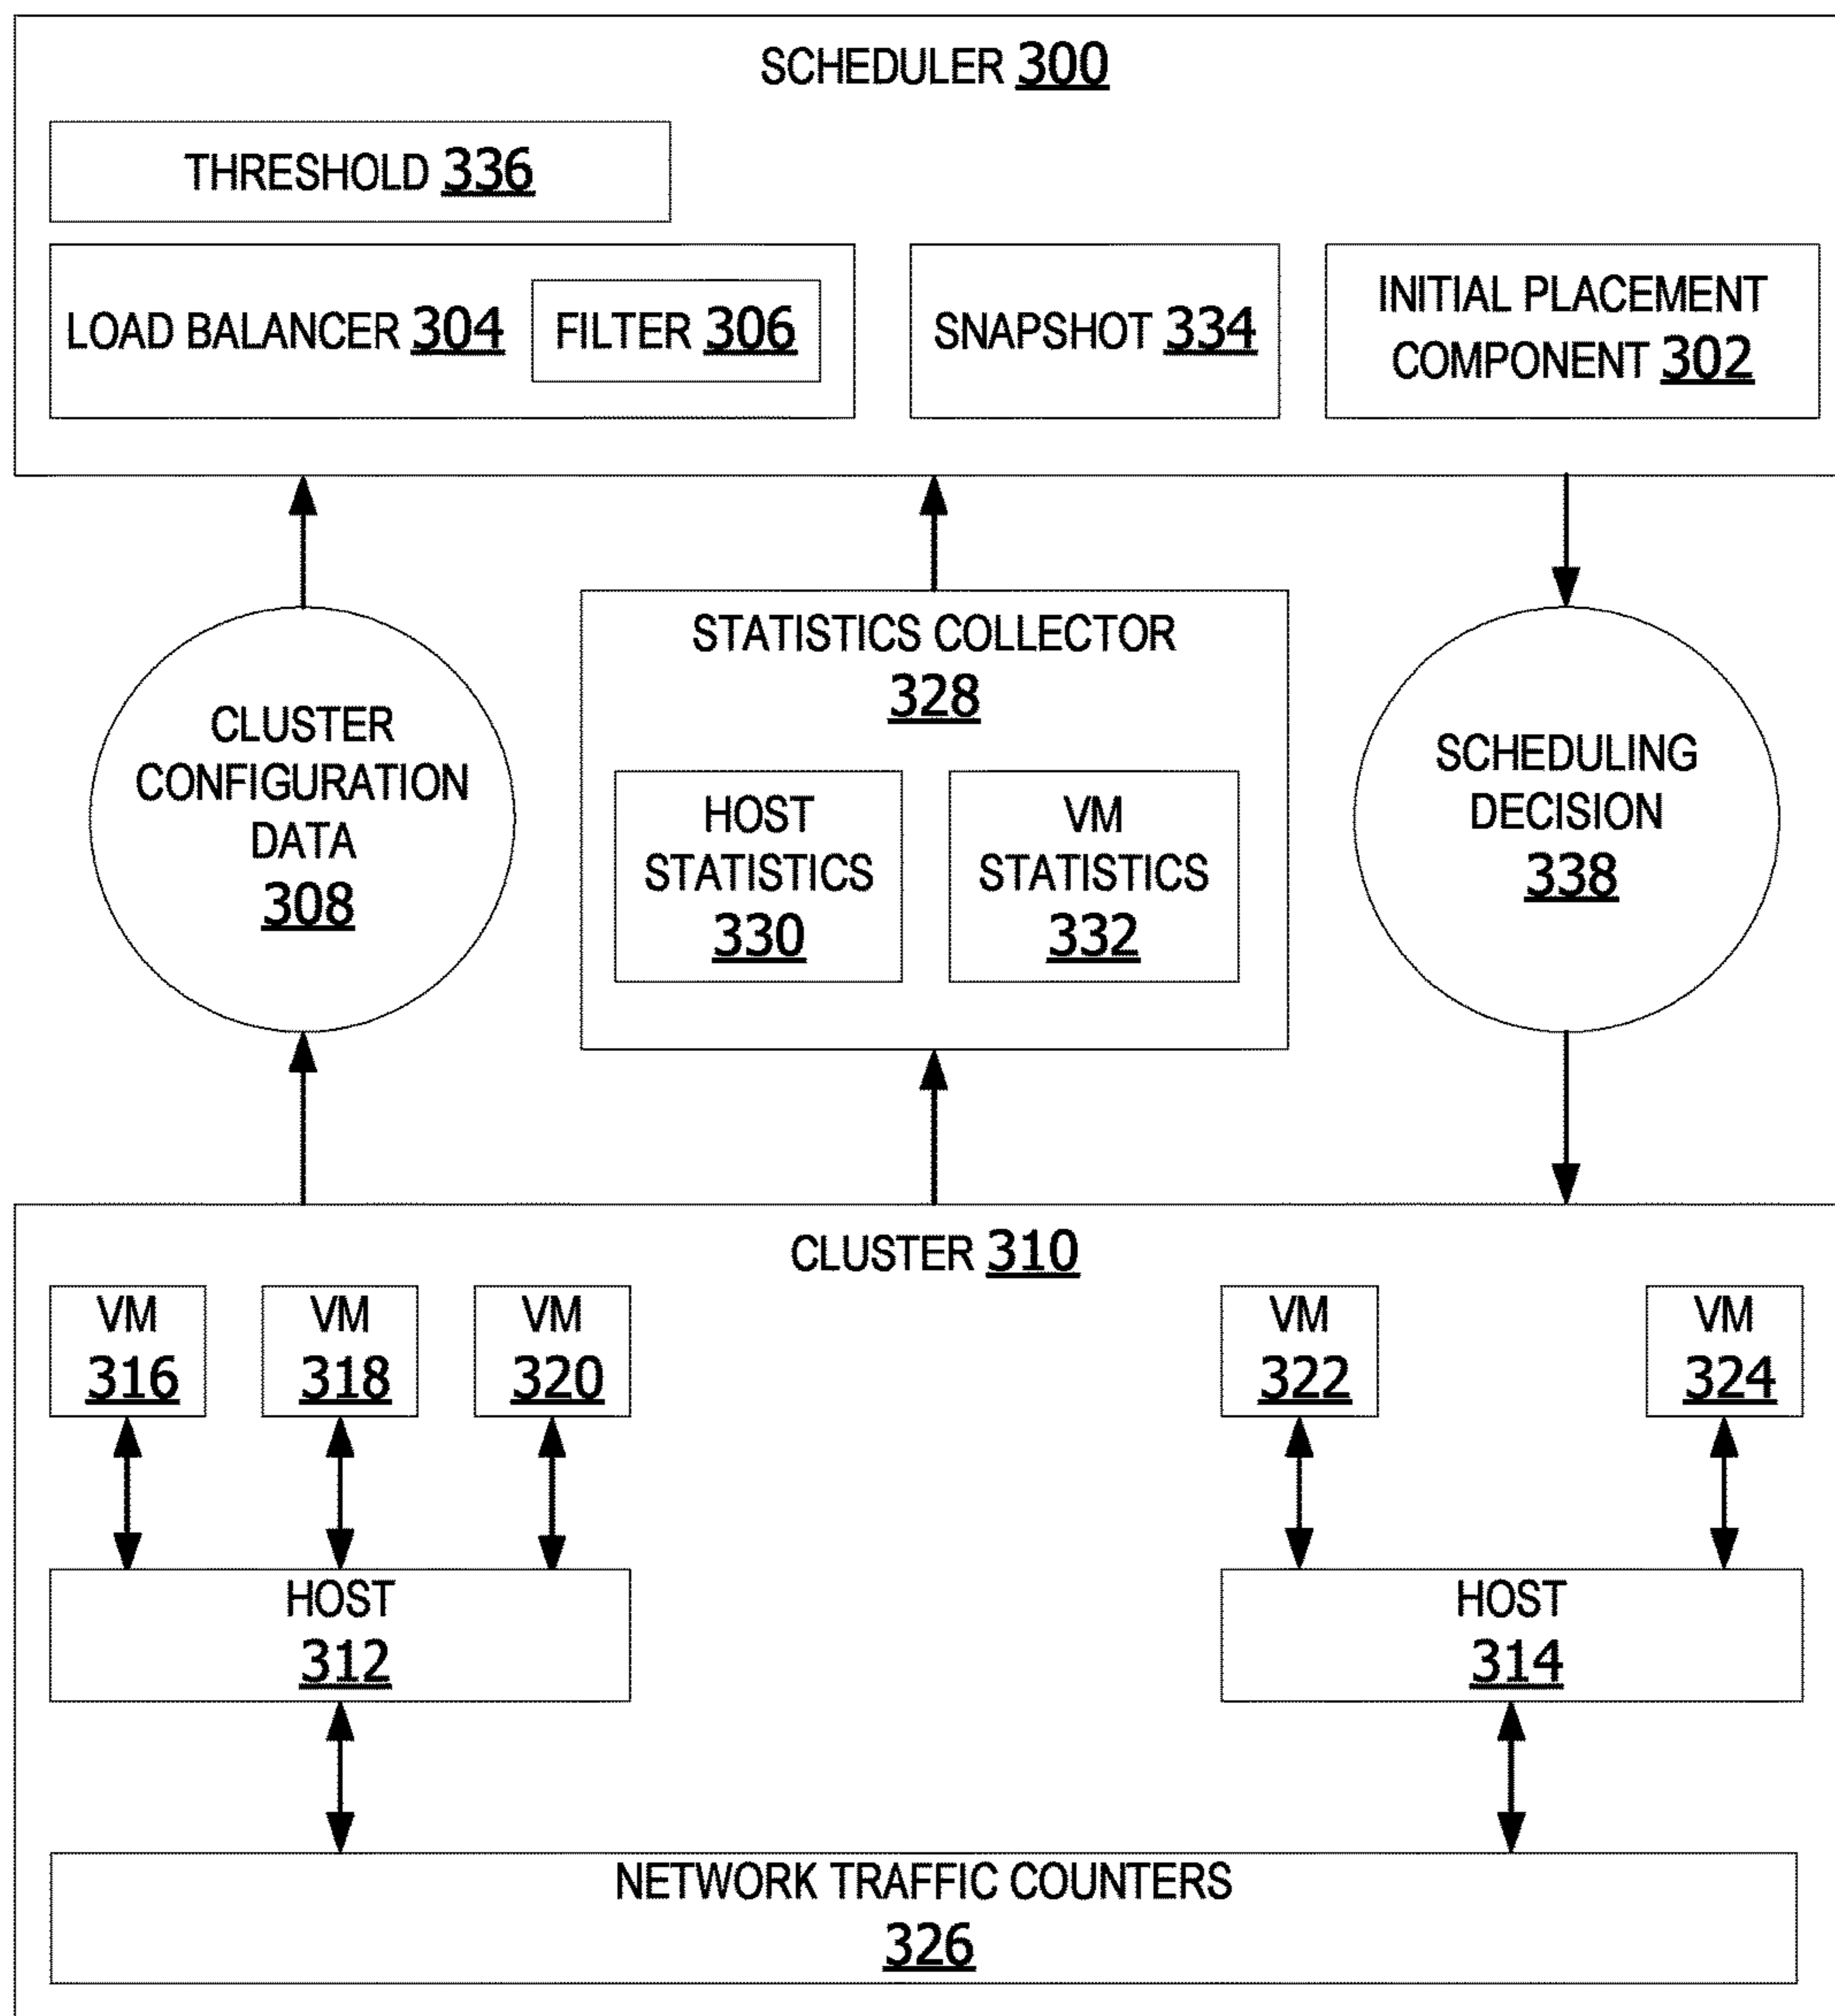 SCHEDULER 300
THRESHOLD 336
LOAD BALANCER 304
FILTER 306
SNAPSHOT 334
INITIAL PLACEMENT
COMPONENT 302
CLUSTER
CONFIGURATION
DATA
308
STATISTICS COLLECTOR
328
HOST
STATISTICS
330
VM
STATISTICS
332
SCHEDULING
DECISION
338
CLUSTER 310
VM
316
VM
318
VM
320
VM
322
VM
324
HOST
312
HOST
314
NETWORK TRAFFIC COUNTERS
326